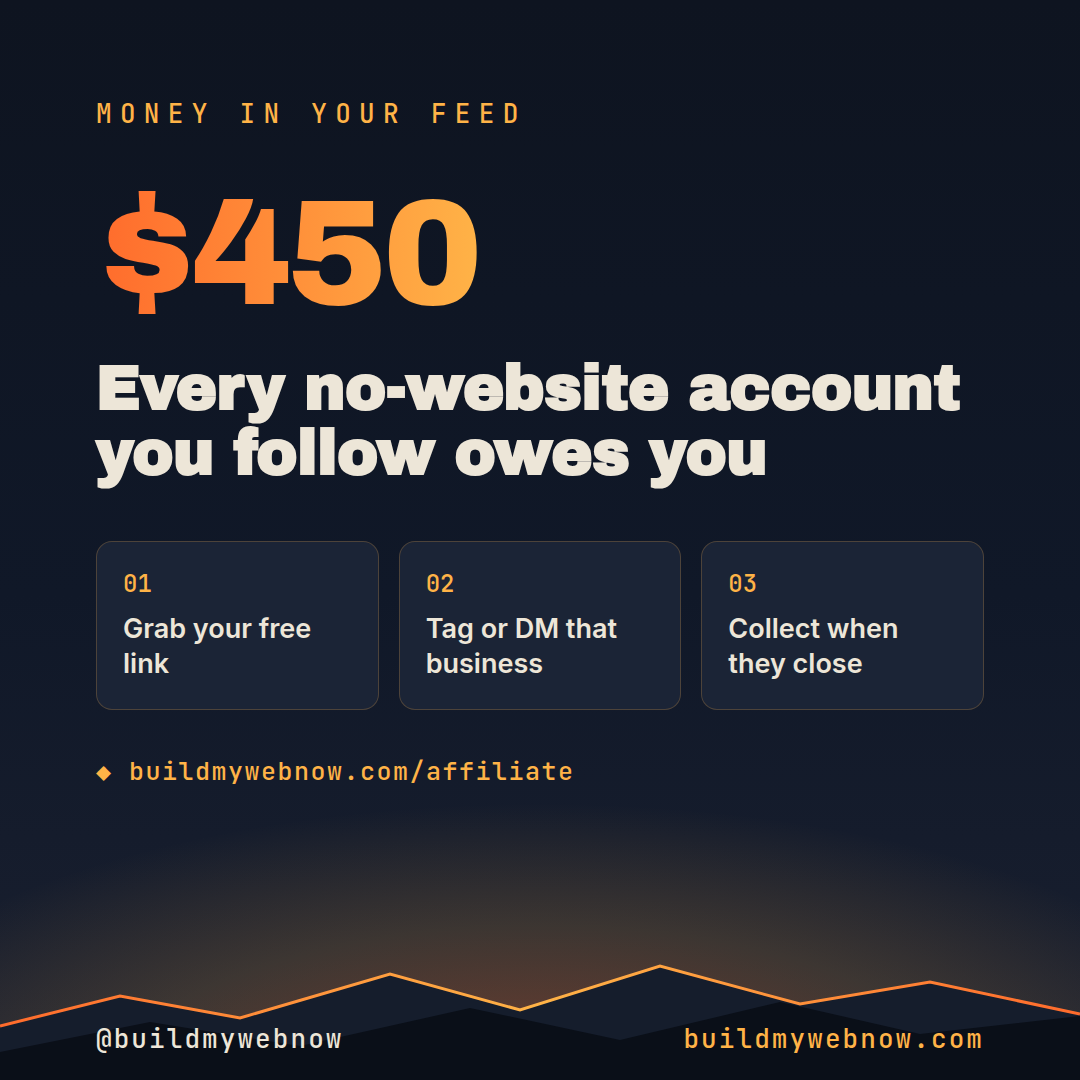 MONEY IN YOUR FEED
$450
Every no-website account
you follow owes you
01
Grab your free
link
02
Tag or DM that
business
03
Collect when
they close
◆ buildmywebnow.com/affiliate
@buildmywebnow
buildmywebnow.com